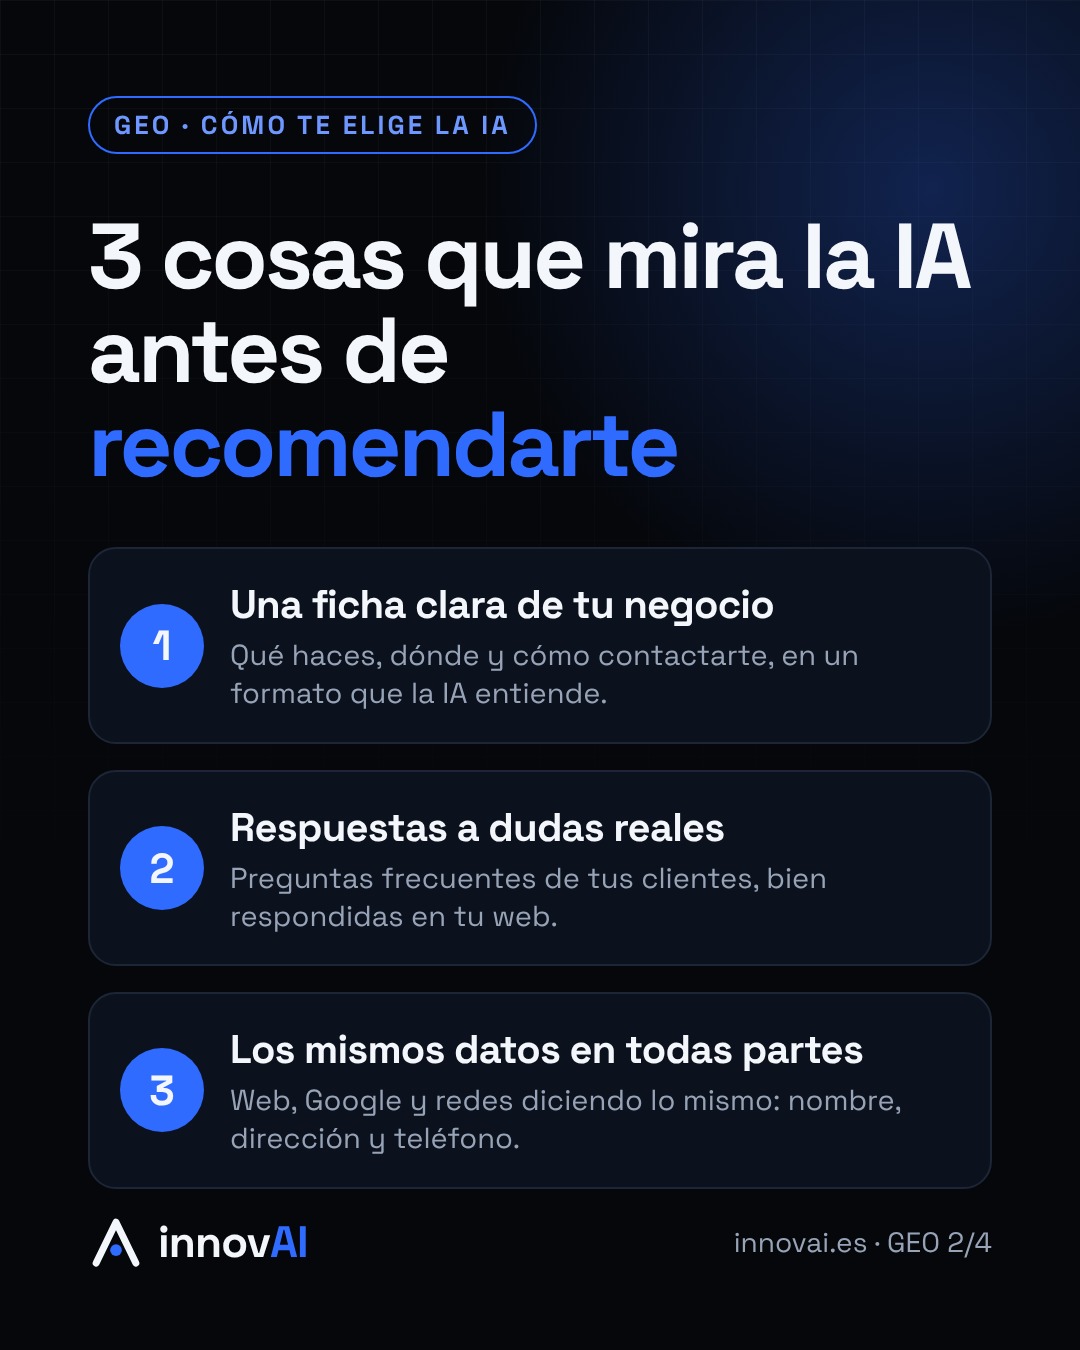 GEO · CÓMO TE ELIGE LA IA
3 cosas que mira la IA
antes de
recomendarte
1
Una ficha clara de tu negocio
Qué haces, dónde y cómo contactarte, en un
formato que la IA entiende.
2
Respuestas a dudas reales
Preguntas frecuentes de tus clientes, bien
respondidas en tu web.
3
Los mismos datos en todas partes
Web, Google y redes diciendo lo mismo: nombre,
dirección y teléfono.
innovAI
innovai.es · GEO 2/4